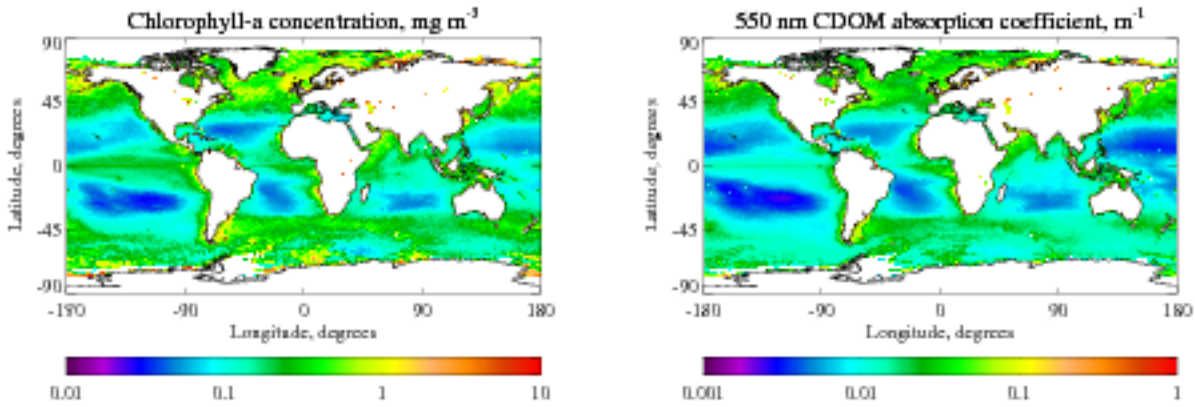 Chlorophyll-a concentration, mg m-3
90
45
0
-45
-90
Latitude, degrees
-180 -90 0 90 180
Longitude, degrees
0.01 0.1 1 10
550 nm CDOM absorption coefficient, m-1
90
45
0
-45
-90
Latitude, degrees
-180 -90 0 90 180
Longitude, degrees
0.001 0.01 0.1 1